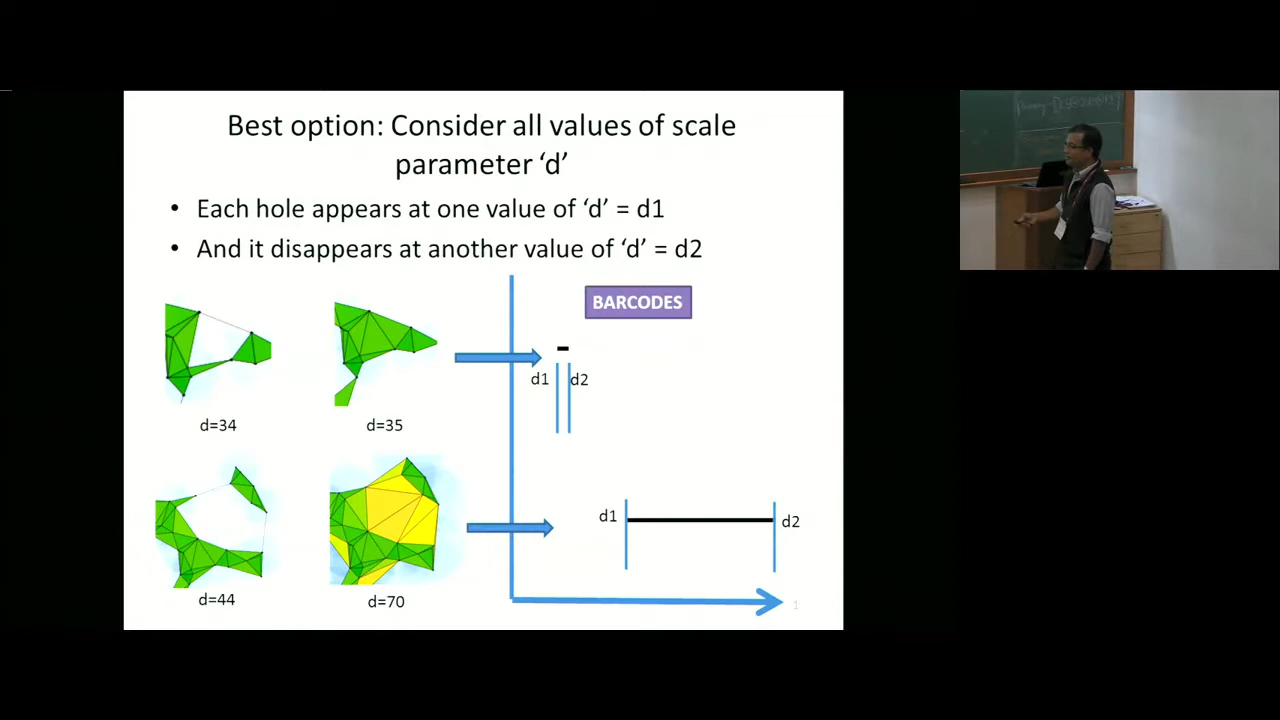 Best option: Consider all values of scale
parameter ‘d’
• Each hole appears at one value of ‘d’ = d1
• And it disappears at another value of ‘d’ = d2
BARCODES
d1
d2
d=34
d=35
d1
d2
d=44
d=70
1